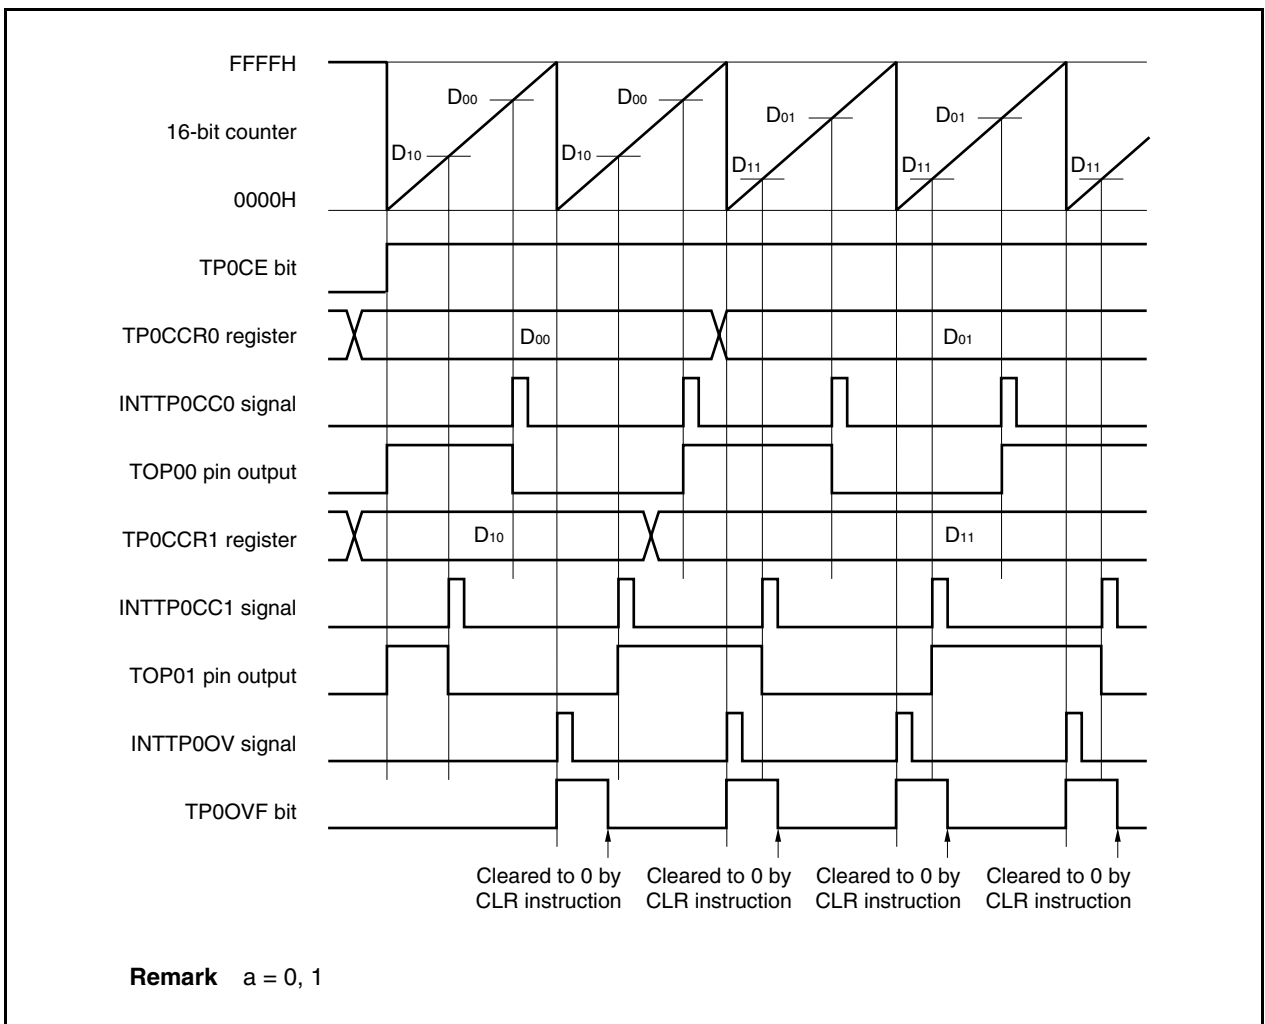 FFFFH
16-bit counter
0000H
D00
D10
D00
D10
D01
D11
D01
D11
D11
TP0CE bit
TP0CCR0 register
D00
D01
INTTP0CC0 signal
TOP00 pin output
TP0CCR1 register
D10
D11
INTTP0CC1 signal
TOP01 pin output
INTTP0OV signal
TP0OVF bit
Cleared to 0 by
CLR instruction
Cleared to 0 by
CLR instruction
Cleared to 0 by
CLR instruction
Cleared to 0 by
CLR instruction
Remark a = 0, 1